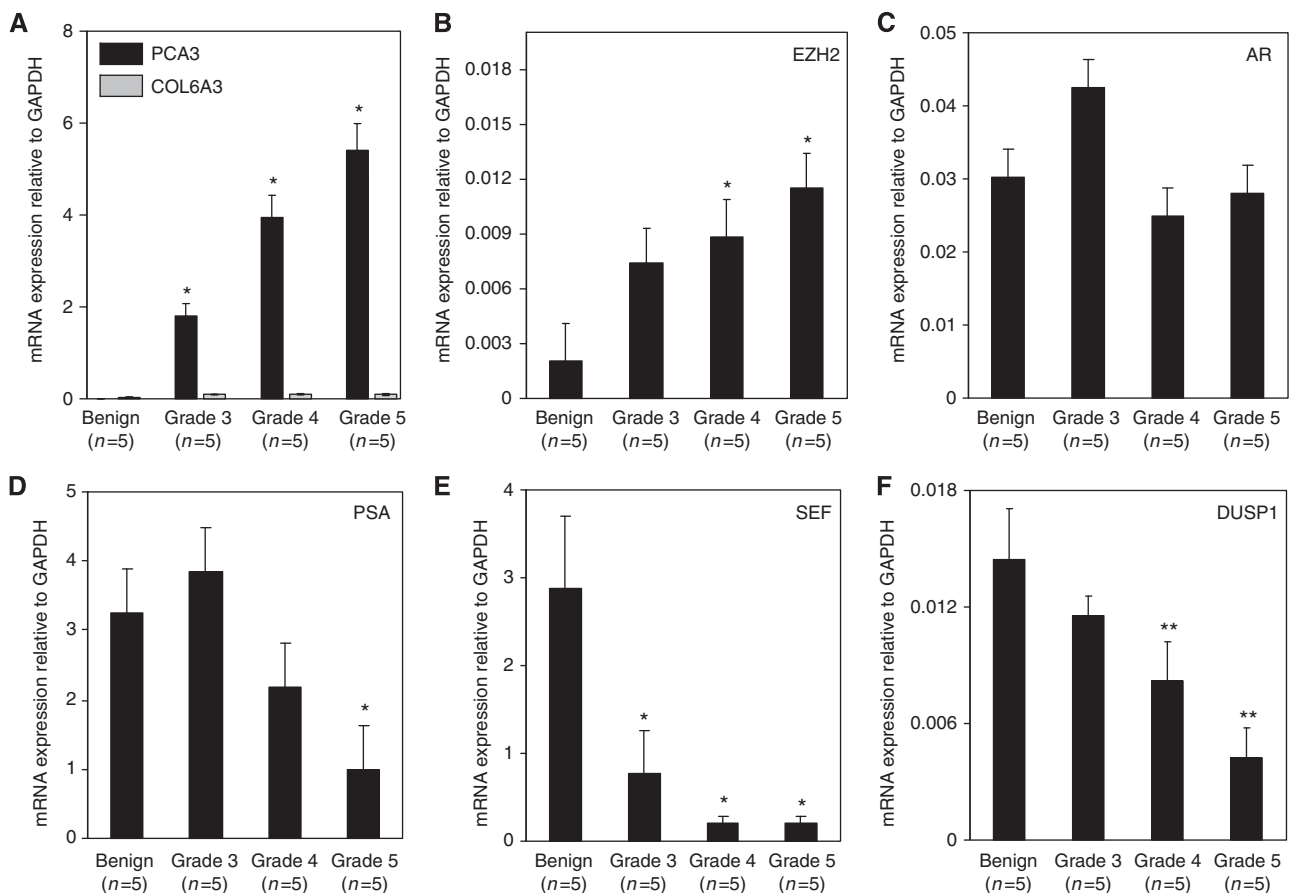 A
mRNA expression relative to GAPDH
8
6
4
2
0
PCA3
COL6A3
*
*
*
Benign Grade 3 Grade 4 Grade 5
(n=5) (n=5) (n=5) (n=5)
B
mRNA expression relative to GAPDH
EZH2
0.018
0.015
0.012
0.009
0.006
0.003
0
*
*
Benign Grade 3 Grade 4 Grade 5
(n=5) (n=5) (n=5) (n=5)
C
mRNA expression relative to GAPDH
AR
0.05
0.04
0.03
0.02
0.01
0
Benign Grade 3 Grade 4 Grade 5
(n=5) (n=5) (n=5) (n=5)
D
mRNA expression relative to GAPDH
PSA
5
4
3
2
1
0
*
Benign Grade 3 Grade 4 Grade 5
(n=5) (n=5) (n=5) (n=5)
E
mRNA expression relative to GAPDH
SEF
4
3
2
1
0
*
*
*
Benign Grade 3 Grade 4 Grade 5
(n=5) (n=5) (n=5) (n=5)
F
mRNA expression relative to GAPDH
DUSP1
0.018
0.012
0.006
0
**
**
Benign Grade 3 Grade 4 Grade 5
(n=5) (n=5) (n=5) (n=5)